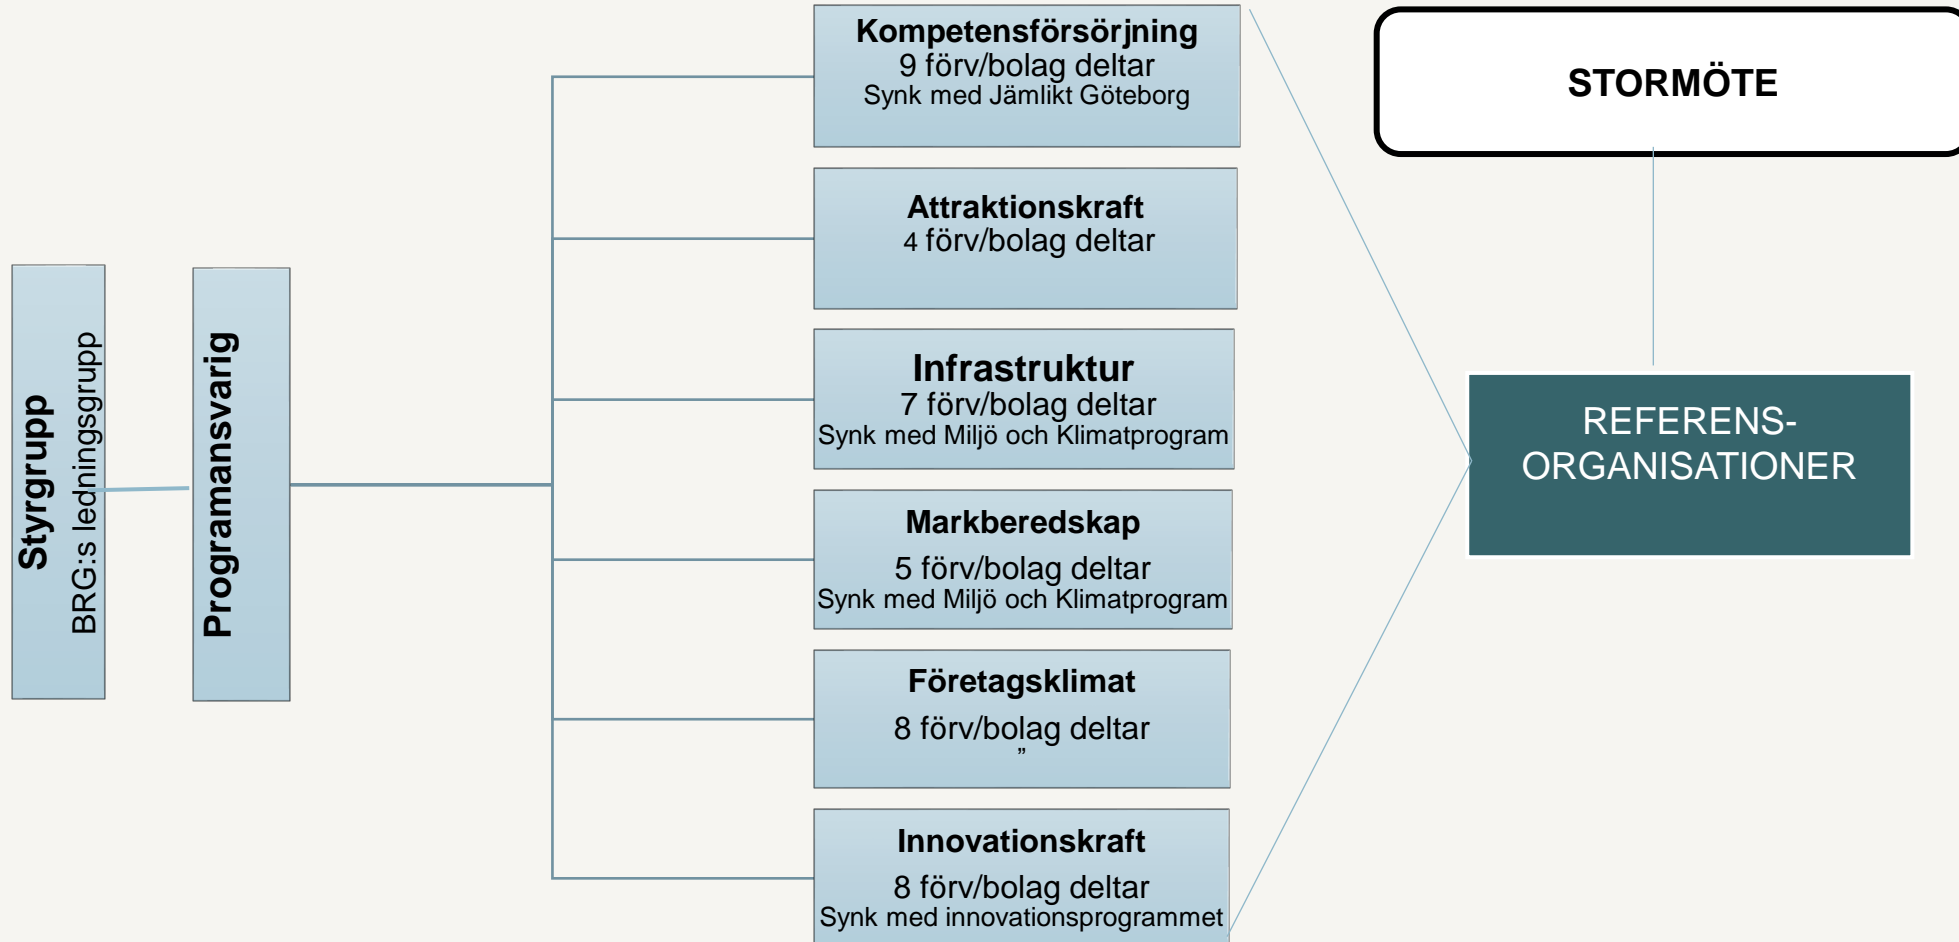 Styrgrupp
BRG:s ledningsgrupp
Programansvarig
Kompetensförsörjning
9 förv/bolag deltar
Synk med Jämlikt Göteborg
Attraktionskraft
4 förv/bolag deltar
Infrastruktur
7 förv/bolag deltar
Synk med Miljö och Klimatprogram
Markberedskap
5 förv/bolag deltar
Synk med Miljö och Klimatprogram
Företagsklimat
8 förv/bolag deltar
”
Innovationskraft
8 förv/bolag deltar
Synk med innovationsprogrammet
STORMÖTE
REFERENS-
ORGANISATIONER